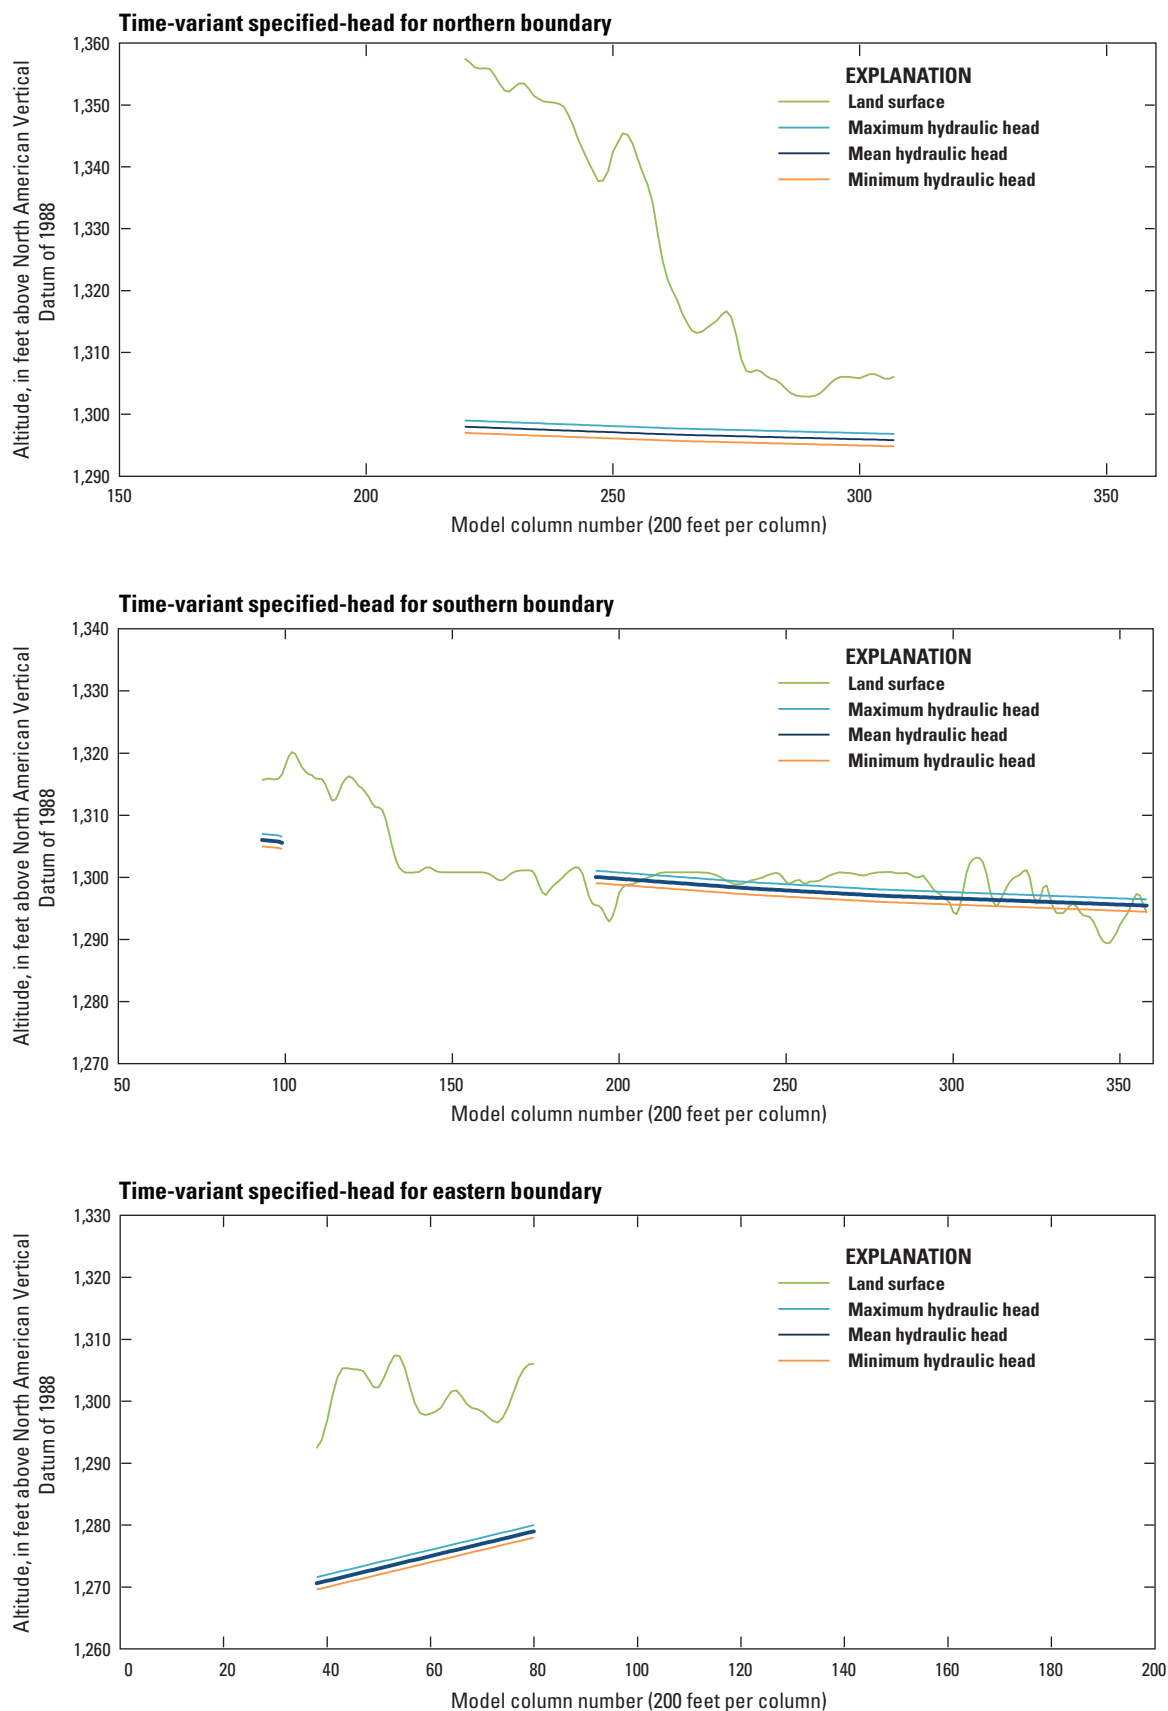 Time-variant specified-head for northern boundary
1,360
1,350
1,340
1,330
1,320
1,310
1,300
1,290
Altitude, in feet above North American Vertical
Datum of 1988
EXPLANATION
Land surface
Maximum hydraulic head
Mean hydraulic head
Minimum hydraulic head
150 200 250 300 350
Model column number (200 feet per column)
Time-variant specified-head for southern boundary
1,340
1,330
1,320
1,310
1,300
1,290
1,280
1,270
Altitude, in feet above North American Vertical
Datum of 1988
EXPLANATION
Land surface
Maximum hydraulic head
Mean hydraulic head
Minimum hydraulic head
50 100 150 200 250 300 350
Model column number (200 feet per column)
Time-variant specified-head for eastern boundary
1,330
1,320
1,310
1,300
1,290
1,280
1,270
1,260
Altitude, in feet above North American Vertical
Datum of 1988
EXPLANATION
Land surface
Maximum hydraulic head
Mean hydraulic head
Minimum hydraulic head
0 20 40 60 80 100 120 140 160 180 200
Model column number (200 feet per column)